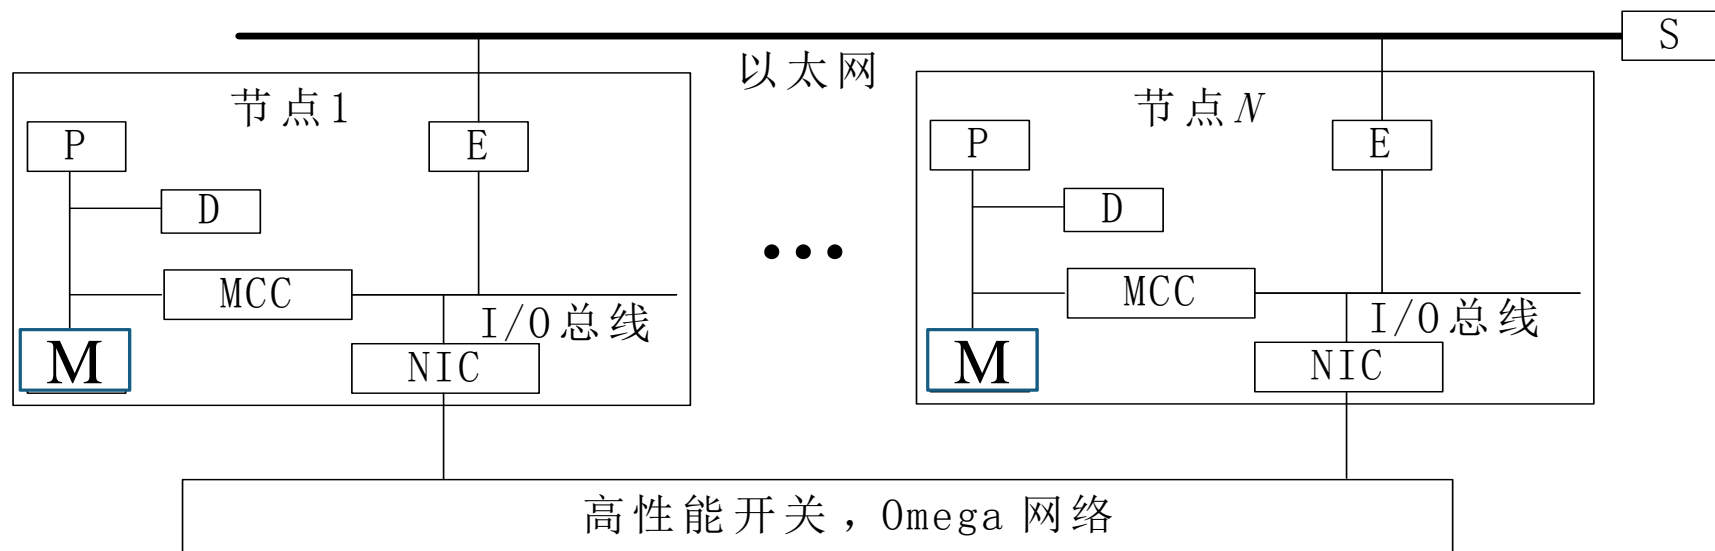 S
以太网
节点1
P
E
D
MCC
I/O总线
M
NIC
节点N
P
E
D
MCC
I/O总线
M
NIC
高性能开关，Omega 网络